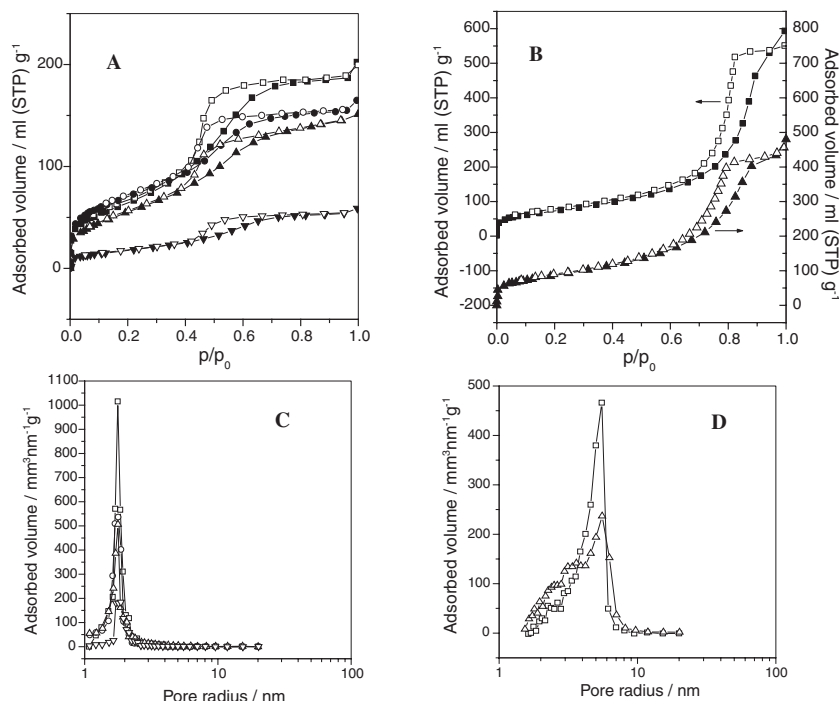 A
Adsorbed volume / ml (STP) g⁻¹
200
100
0
0.0 0.2 0.4 0.6 0.8 1.0
p/p₀
B
Adsorbed volume / ml (STP) g⁻¹
600
500
400
300
200
100
0
-100
-200
800
700
600
500
400
300
200
100
0
Adsorbed volume / ml (STP) g⁻¹
0.0 0.2 0.4 0.6 0.8 1.0
p/p₀
C
Adsorbed volume / mm³nm⁻¹g⁻¹
1100
1000
900
800
700
600
500
400
300
200
100
0
1 10 100
Pore radius / nm
D
Adsorbed volume / mm³nm⁻¹g⁻¹
500
400
300
200
100
0
1 10 100
Pore radius / nm